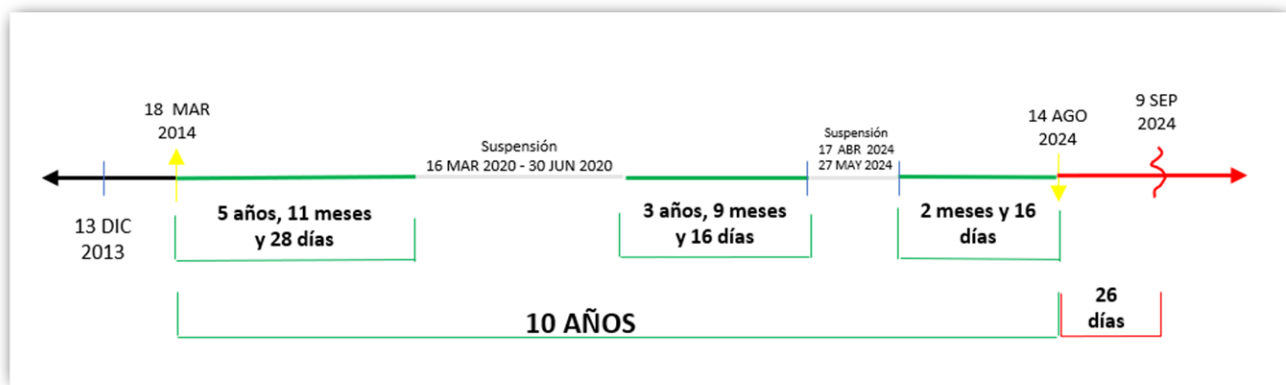 18 MAR
2014
Suspensión
16 MAR 2020 - 30 JUN 2020
Suspensión
17 ABR 2024
27 MAY 2024
14 AGO
2024
9 SEP
2024
13 DIC
2013
5 años, 11 meses
y 28 días
3 años, 9 meses
y 16 días
2 meses y 16
días
10 AÑOS
26
días